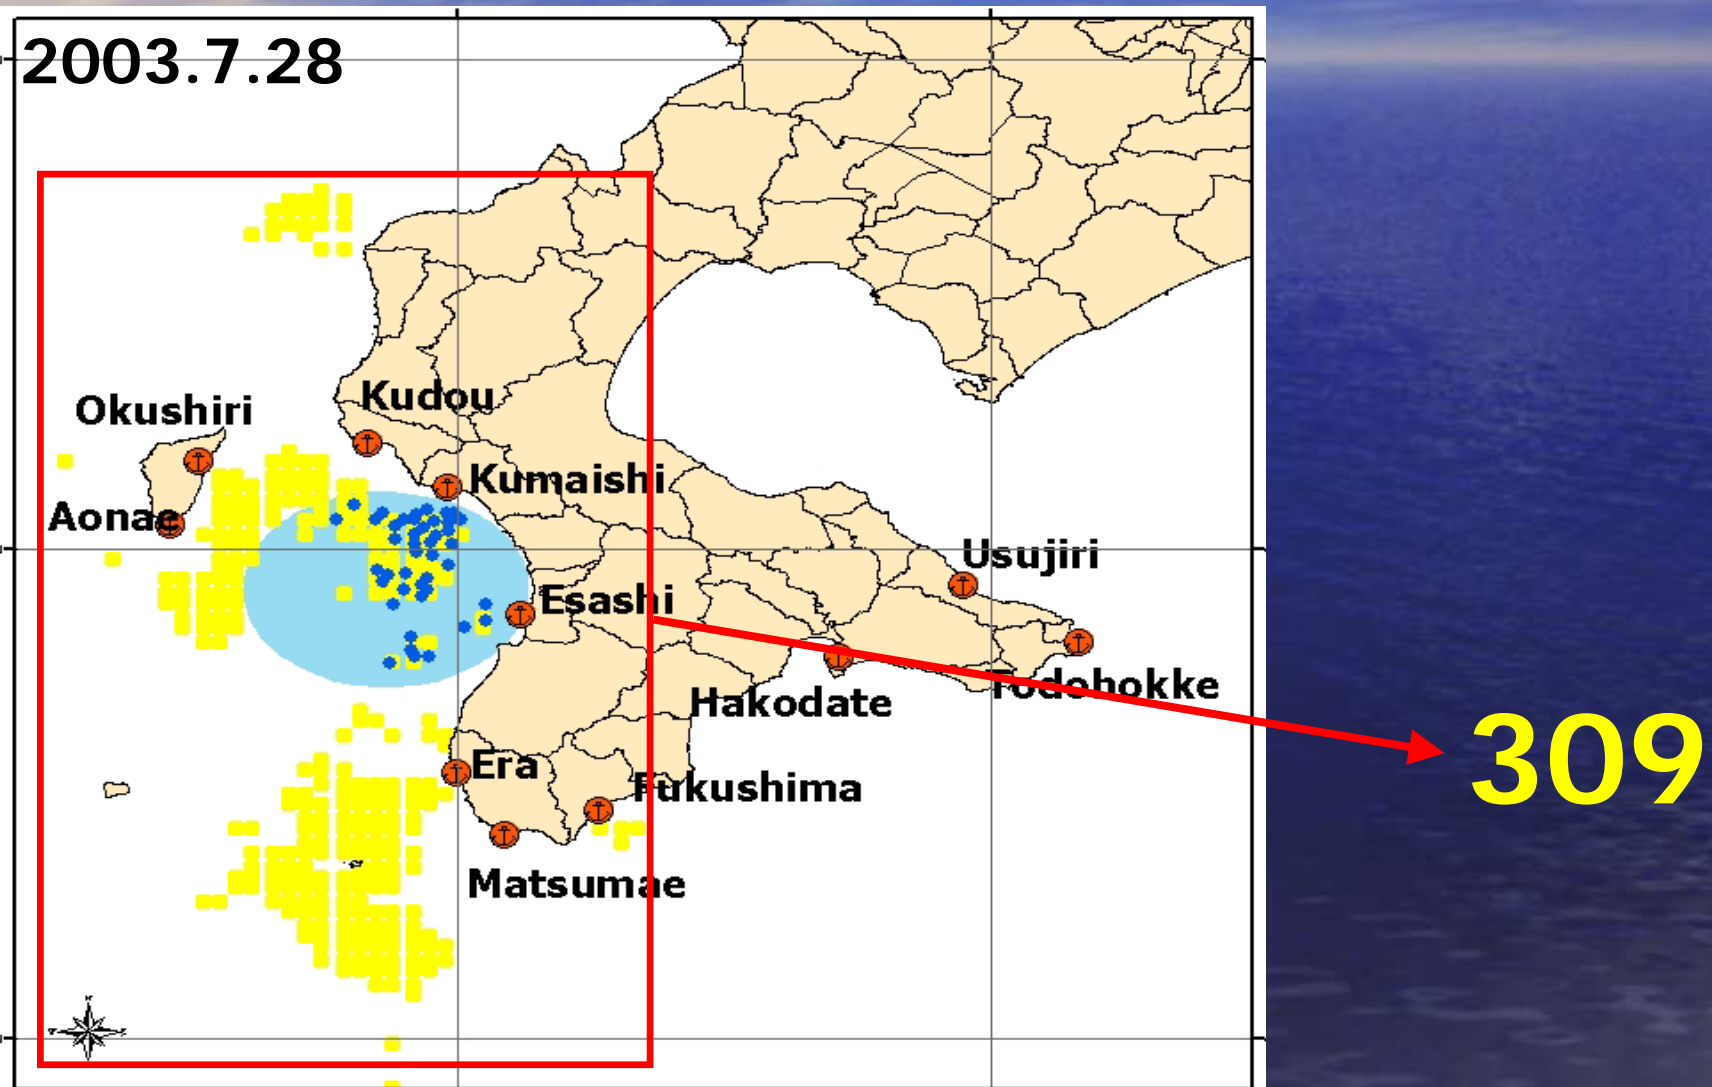 2003.7.28
Kudou
Okushiri
Kumaishi
Aonae
Usujiri
Esashi
Todohokke
Hakodate
309
Era
Fukushima
Matsumae